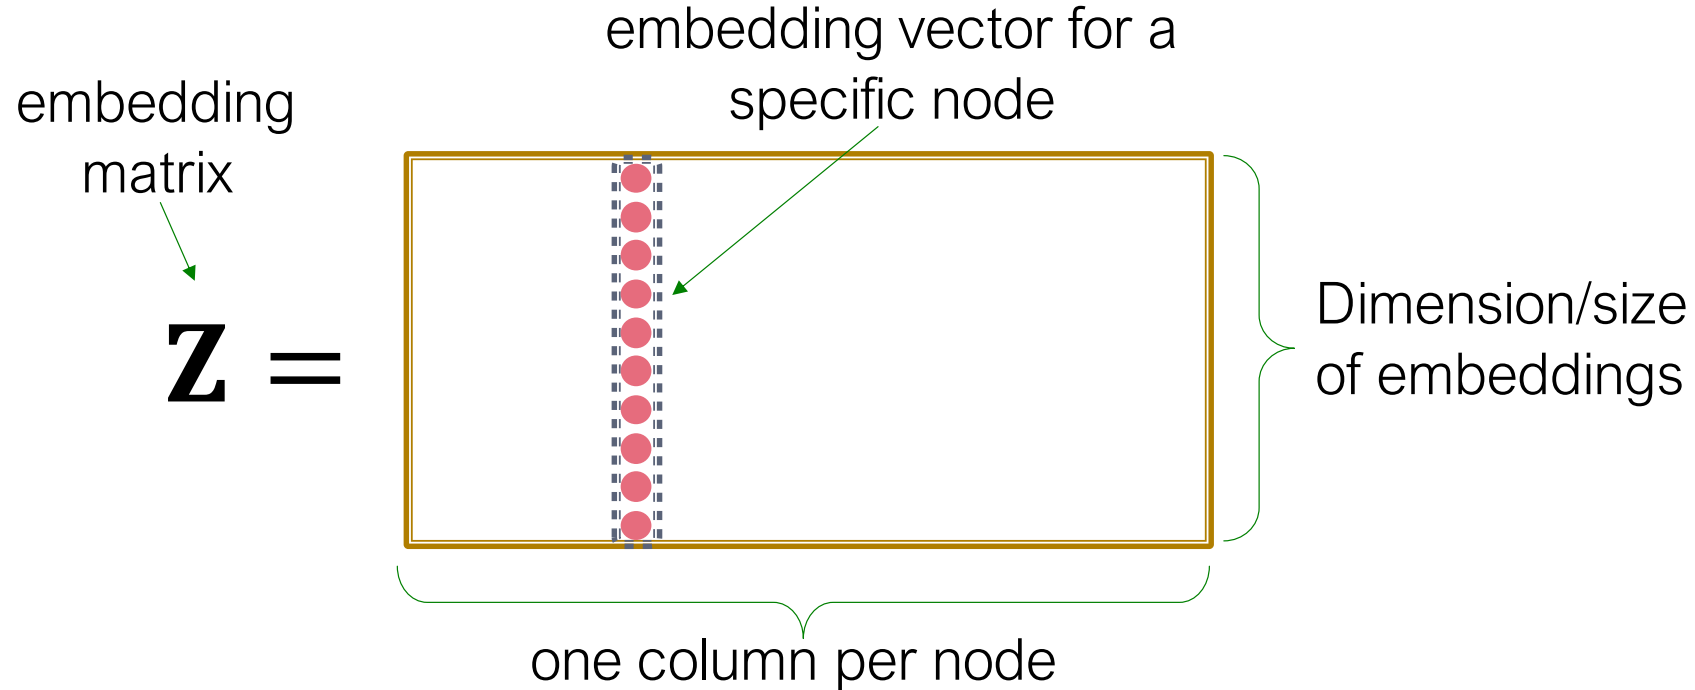 embedding vector for a
specific node
embedding
matrix
Z =
Dimension/size
of embeddings
one column per node